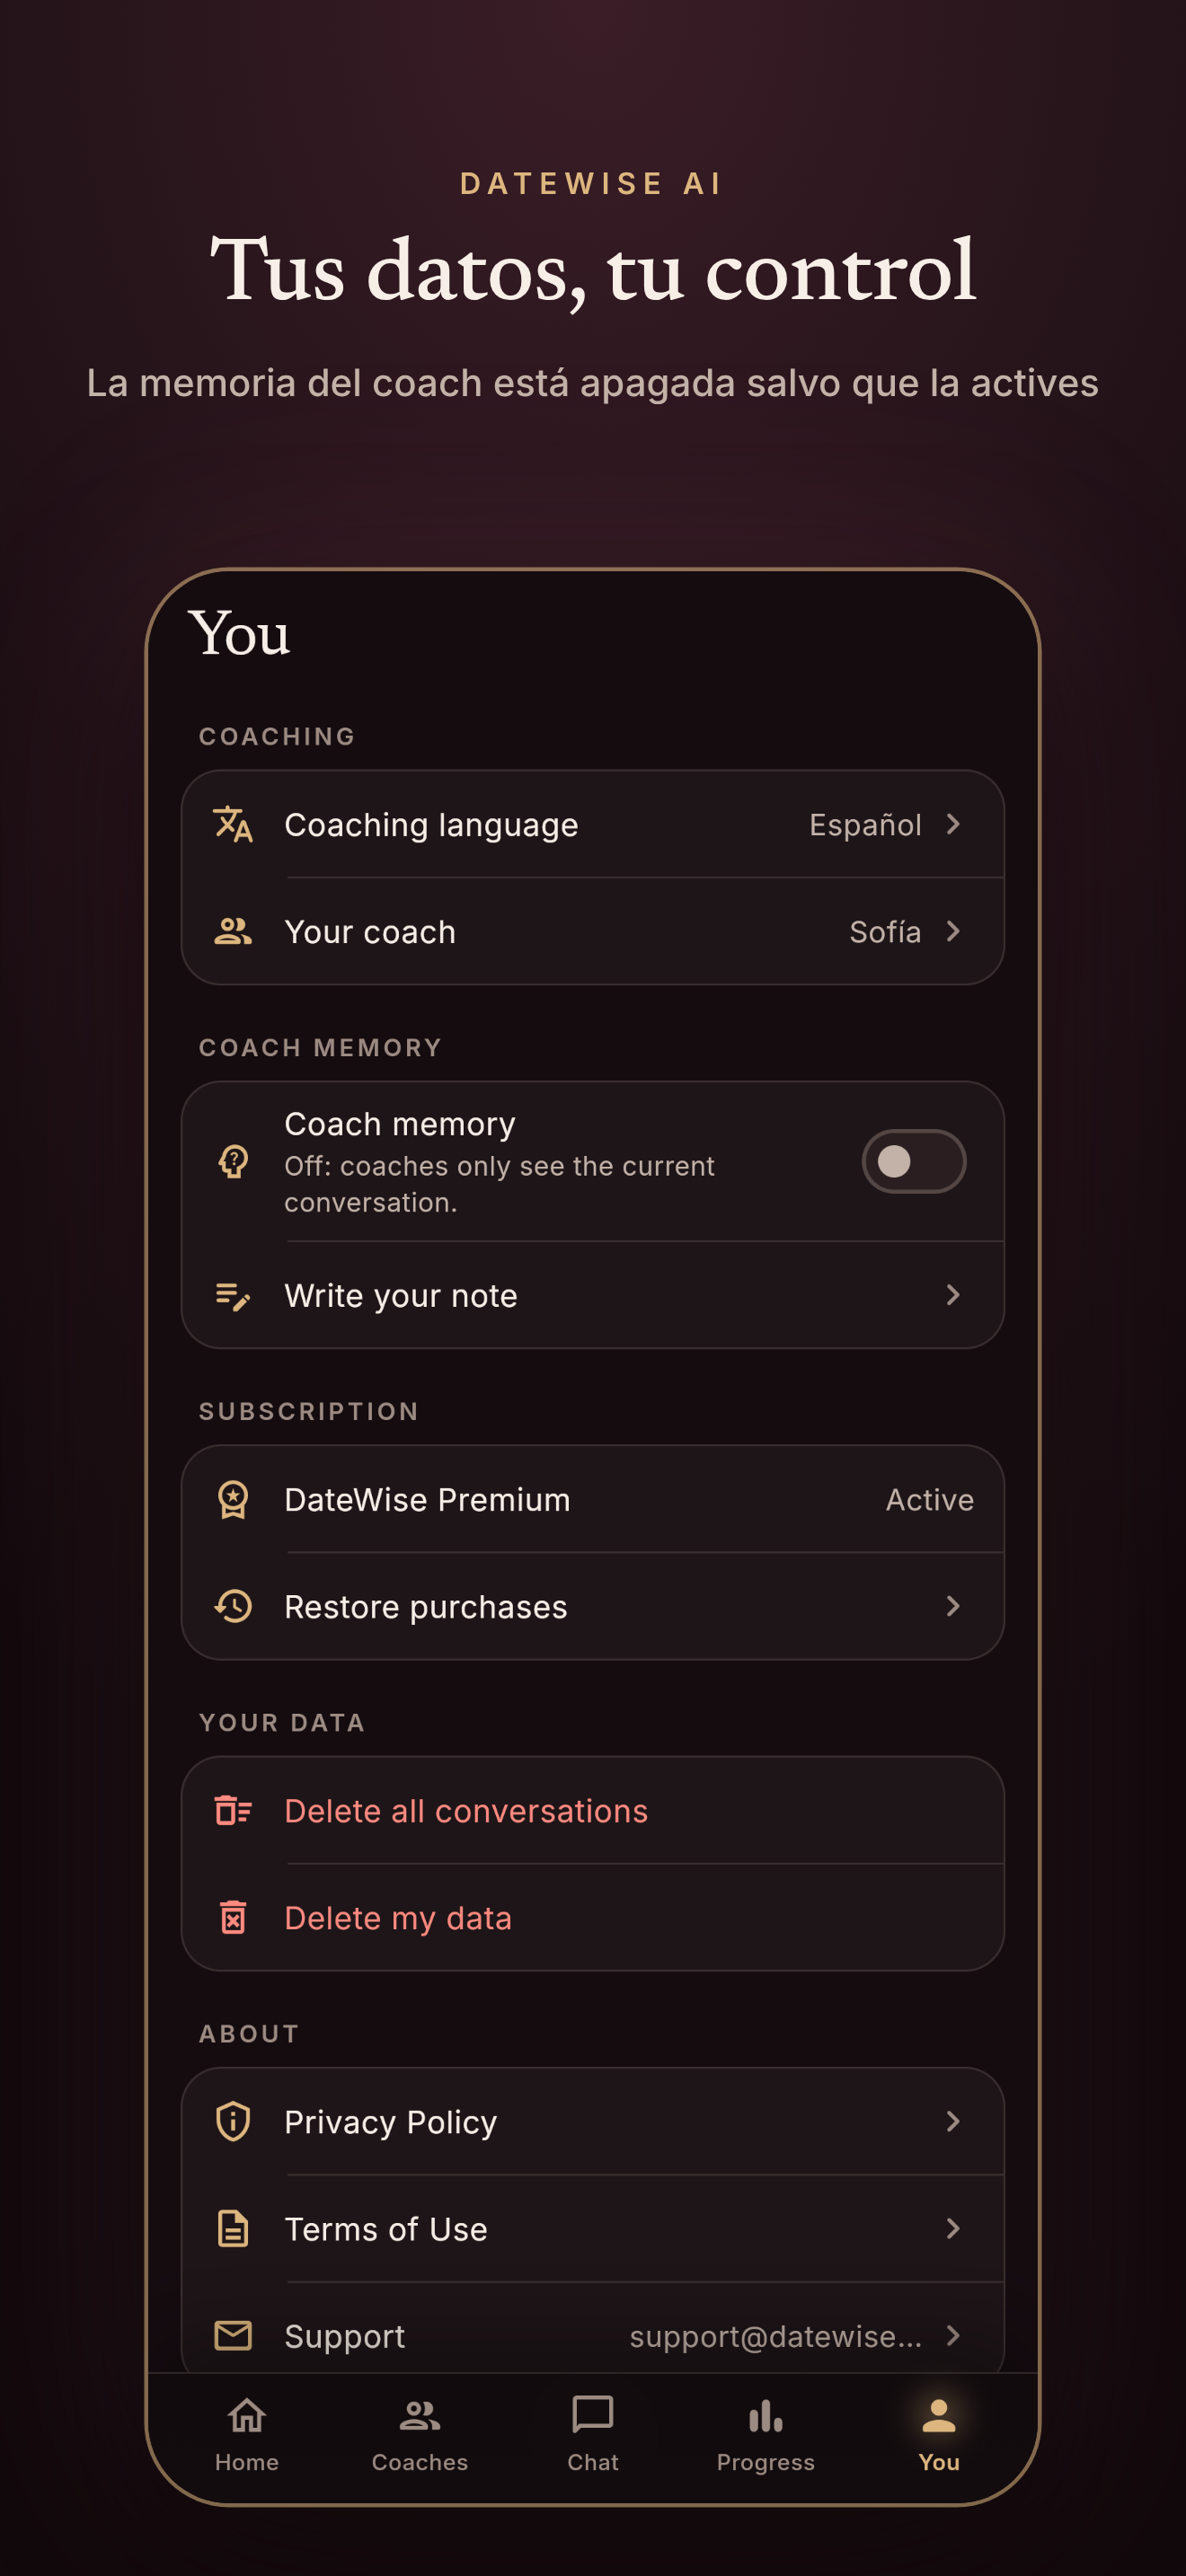 DATEWISE AI
Tus datos, tu control
La memoria del coach está apagada salvo que la actives
You
COACHING
Coaching language Español
Your coach Sofía
COACH MEMORY
Coach memory
Off: coaches only see the current
conversation.
Write your note
SUBSCRIPTION
DateWise Premium Active
Restore purchases
YOUR DATA
Delete all conversations
Delete my data
ABOUT
Privacy Policy
Terms of Use
Support support@datewise...
Home Coaches Chat Progress You